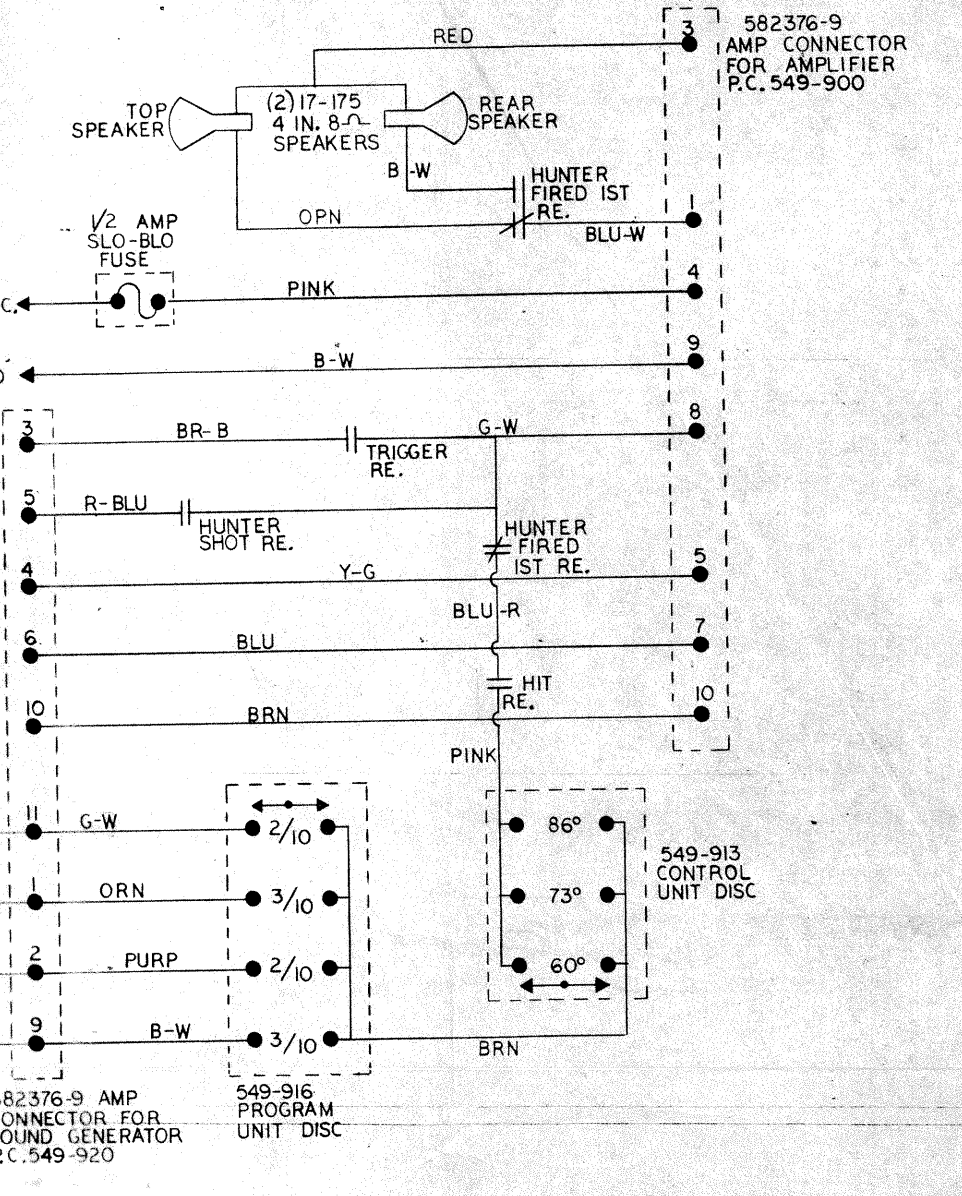 RED
3
582376-9
AMP CONNECTOR
FOR AMPLIFIER
P.C. 549-900
TOP
SPEAKER
(2) 17-175
4 IN. 8Ω
SPEAKERS
REAR
SPEAKER
B-W
HUNTER
FIRED 1ST
RE.
1
OPN
BLU-W
1/2 AMP
SLO-BLO
FUSE
C.
PINK
4
B-W
9
3
BR-B
TRIGGER
RE.
G-W
8
5
R-BLU
HUNTER
SHOT RE.
HUNTER
FIRED
1ST RE.
4
Y-G
5
BLU-R
6
BLU
7
HIT
RE.
10
BRN
10
PINK
11
G-W
2/10
86°
1
ORN
3/10
73°
549-913
CONTROL
UNIT DISC
2
PURP
2/10
60°
9
B-W
3/10
BRN
82376-9 AMP
ONNECTOR FOR
OUND GENERATOR
.C. 549-920
549-916
PROGRAM
UNIT DISC